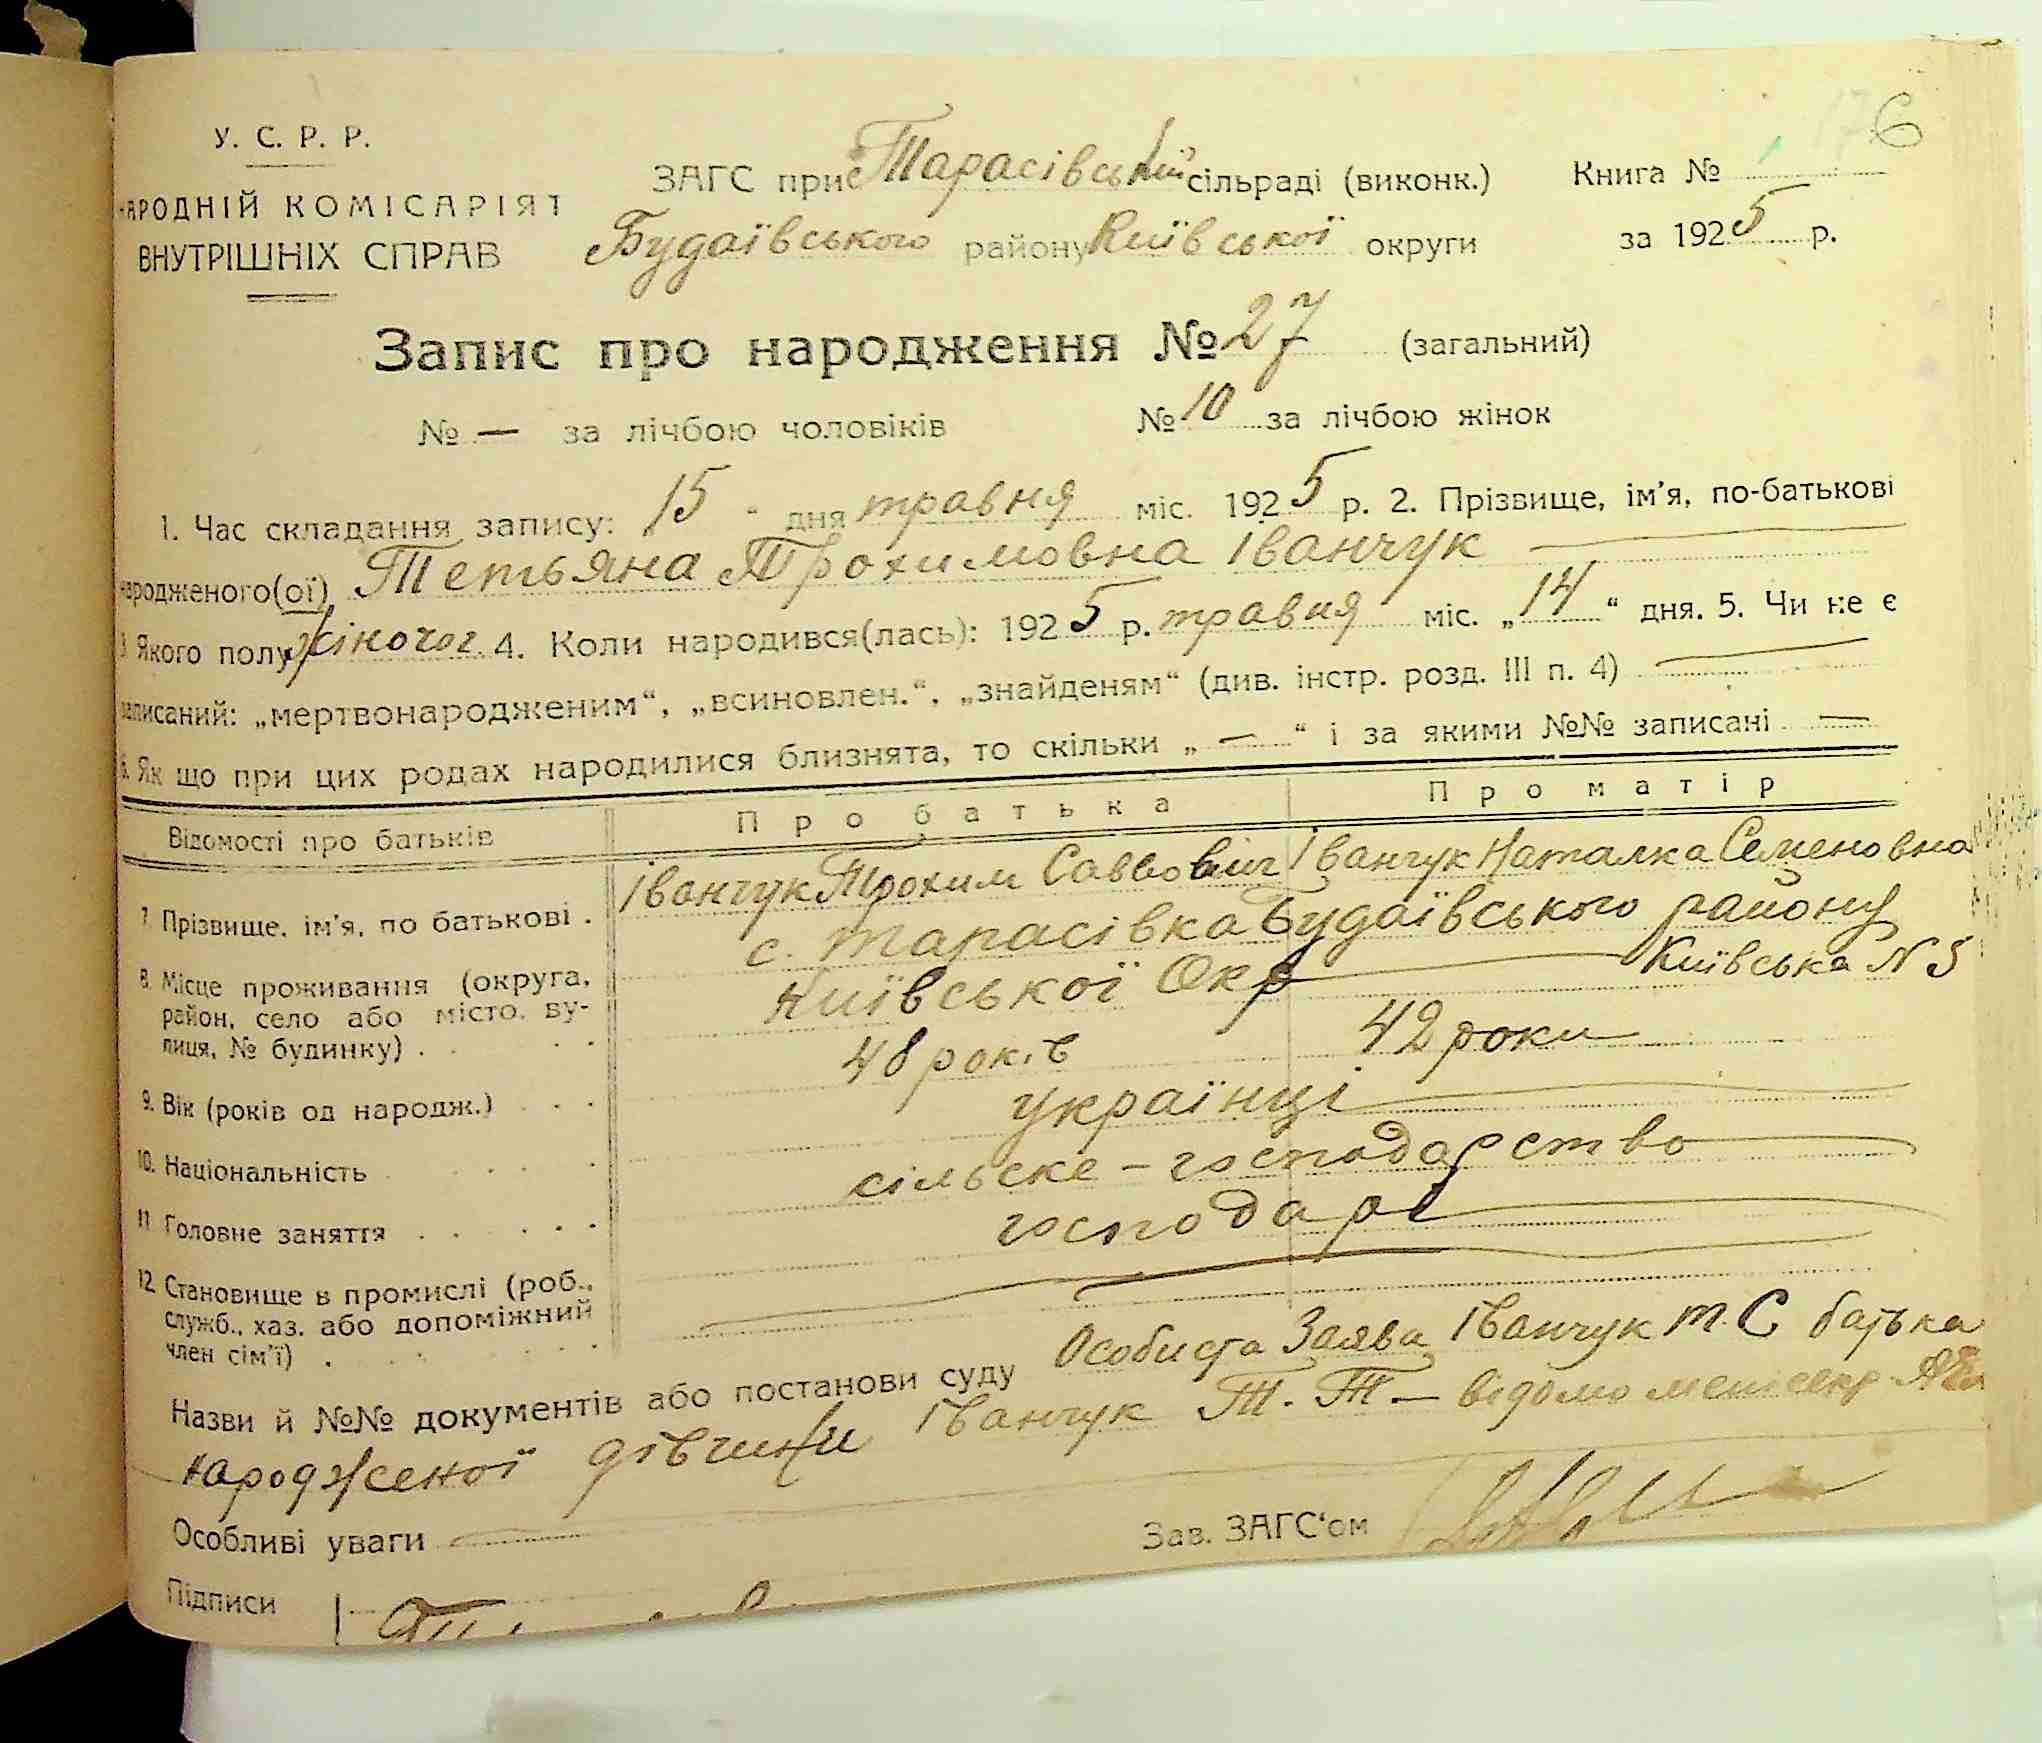 6
У. С. Р. Р.
НАРОДНІЙ КОМІСАРІЯТ
ВНУТРІШНІХ СПРАВ
ЗАГС при Тарасівській сільраді (виконк.)
Будаївського району Київської округи
Книга №
за 1925 р.
Запис про народження № 27 (загальний)
№ — за лічбою чоловіків № 10 за лічбою жінок
1. Час складання запису: 15 - дня травня міс. 1925 р. 2. Прізвище, ім'я, по-батькові
народженого(ої) Тетьяна Трохимовна Іванчук
3 Якого полу жіночог 4. Коли народився(лась): 1925 р. травня міс. „14“ дня. 5. Чи не є
записаний: „мертвонародженим“, „всиновлен.“, „знайденям“ (див. інстр. розд. III п. 4) —
6. Як що при цих родах народилися близнята, то скільки „—“ і за якими №№ записані —
Відомості про батьків Про батька Про матір
7 Прізвище, ім'я, по батькові . Іванчук Трохим Саввович Іванчук Наталка Семеновна
8. Місце проживання (округа,
район, село або місто, ву-
лиця, № будинку) . . .
с. Тарасівка Будаївського району
Київської Окр — Київська N 5
9. Вік (років од народж.) . . . 48 років 42 роки
10. Національність . . . . українці
11 Головне заняття . . . . сільске - господарство
12. Становище в промислі (роб.,
служб., хаз. або допоміжний
член сім'ї) . . . .
господарі
Назви й №№ документів або постанови суду Особиста Заява Іванчук Т. С батька
народженої дівчини Іванчук Т. Т. — відомо мені секр.
Особливі уваги —
Зав. ЗАГС‘ом
Підписи